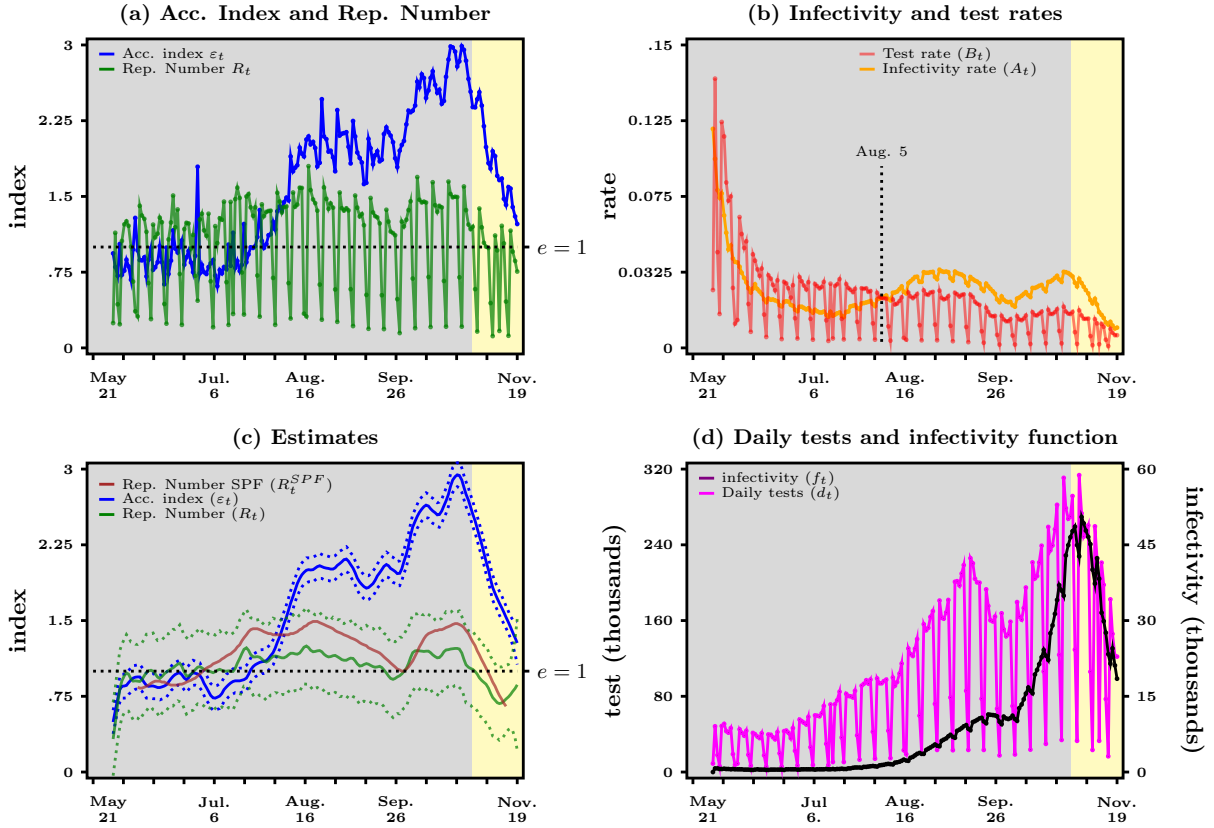 (a) Acc. Index and Rep. Number
3
2.25
1.5
.75
0
index
Acc. index εt
Rep. Number Rt
e = 1
May
21
Jul.
6
Aug.
16
Sep.
26
Nov.
19
(b) Infectivity and test rates
.15
0.125
0.075
0.0325
0
rate
Test rate (Bt)
Infectivity rate (At)
Aug. 5
May
21
Jul.
6
Aug.
16
Sep.
26
Nov.
19
(c) Estimates
3
2.25
1.5
.75
0
index
Rep. Number SPF (RtSPF)
Acc. index (εt)
Rep. Number (Rt)
e = 1
May
21
Jul.
6
Aug.
16
Sep.
26
Nov.
19
(d) Daily tests and infectivity function
320
240
160
80
0
test (thousands)
infectivity (ft)
Daily tests (dt)
60
45
30
15
0
infectivity (thousands)
May
21
Jul
6
Aug.
16
Sep.
26
Nov.
19